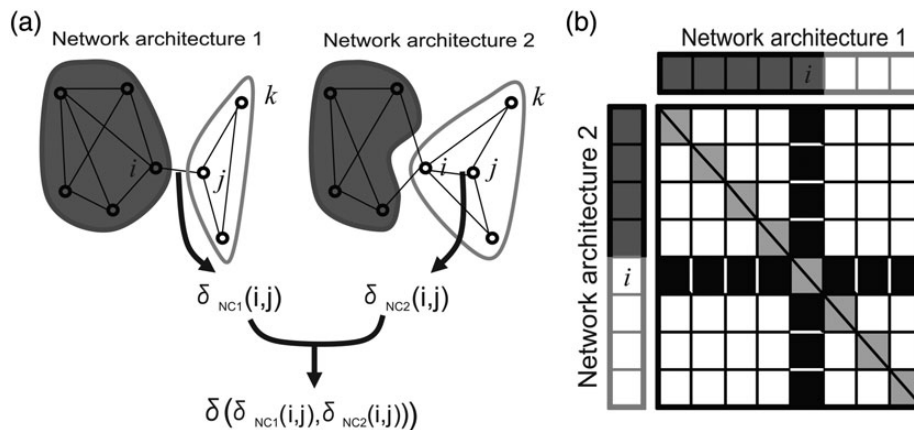 (a)
Network architecture 1
Network architecture 2
k
k
i
j
i
j
δ NC1(i,j)
δ NC2(i,j)
δ(δ NC1(i,j),δ NC2(i,j)))
(b)
Network architecture 1
i
Network architecture 2
i